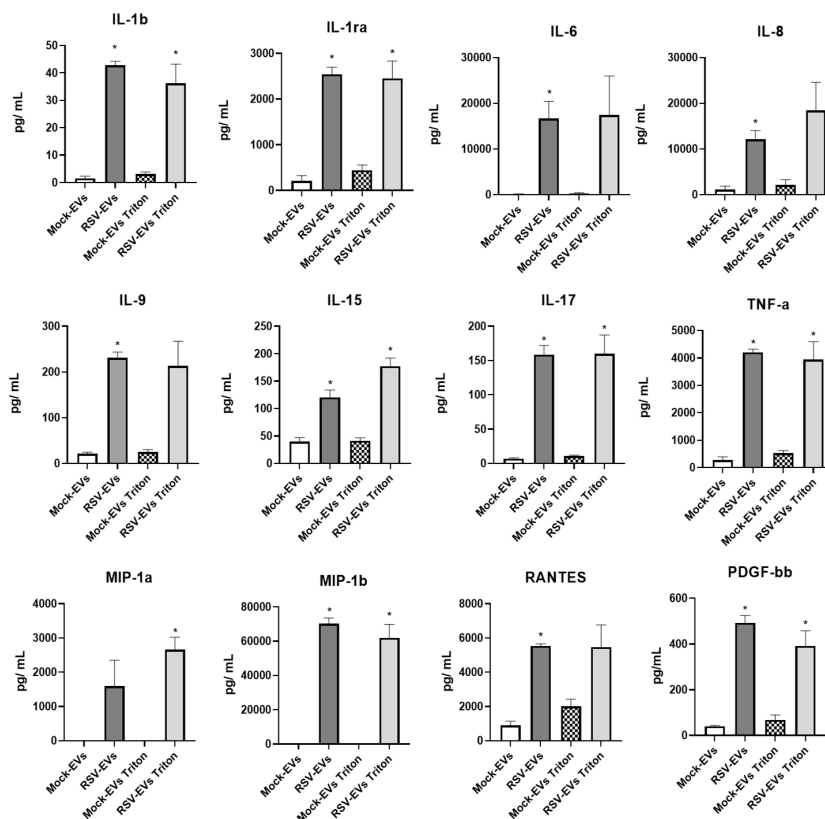 IL-1b
pg/ mL
50
40
30
20
10
0
*
*
Mock-EVs
RSV-EVs
Mock-EVs Triton
RSV-EVs Triton
IL-1ra
pg/ mL
3000
2000
1000
0
*
*
Mock-EVs
RSV-EVs
Mock-EVs Triton
RSV-EVs Triton
IL-6
pg/ mL
30000
20000
10000
0
*
Mock-EVs
RSV-EVs
Mock-EVs Triton
RSV-EVs Triton
IL-8
pg/ mL
30000
20000
10000
0
*
Mock-EVs
RSV-EVs
Mock-EVs Triton
RSV-EVs Triton
IL-9
pg/ mL
300
200
100
0
*
Mock-EVs
RSV-EVs
Mock-EVs Triton
RSV-EVs Triton
IL-15
pg/ mL
250
200
150
100
50
0
*
*
Mock-EVs
RSV-EVs
Mock-EVs Triton
RSV-EVs Triton
IL-17
pg/ mL
200
150
100
50
0
*
*
Mock-EVs
RSV-EVs
Mock-EVs Triton
RSV-EVs Triton
TNF-a
pg/ mL
5000
4000
3000
2000
1000
0
*
*
Mock-EVs
RSV-EVs
Mock-EVs Triton
RSV-EVs Triton
MIP-1a
pg/ mL
4000
3000
2000
1000
0
*
Mock-EVs
RSV-EVs
Mock-EVs Triton
RSV-EVs Triton
MIP-1b
pg/ mL
80000
60000
40000
20000
0
*
*
Mock-EVs
RSV-EVs
Mock-EVs Triton
RSV-EVs Triton
RANTES
pg/ mL
8000
6000
4000
2000
0
*
Mock-EVs
RSV-EVs
Mock-EVs Triton
RSV-EVs Triton
PDGF-bb
pg/mL
600
400
200
0
*
*
Mock-EVs
RSV-EVs
Mock-EVs Triton
RSV-EVs Triton